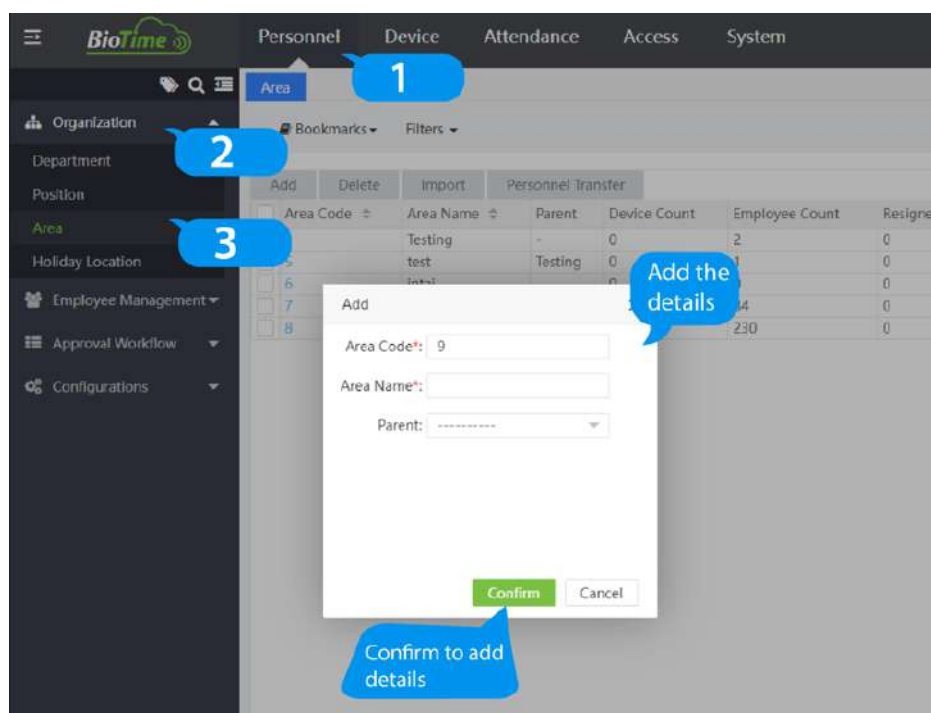 BioTime
Personnel Device Attendance Access System
1
Area
Organization
Bookmarks Filters
2
Department
Position
Add Delete Import Personnel Transfer
Area Code Area Name Parent Device Count Employee Count Resigne
Area
3
Testing - 0 2 0
Holiday Location
test Testing 0 0
6 0
Employee Management
7 0
8 230 0
Approval Workflow
Configurations
Add the
details
Add
Area Code*: 9
Area Name*:
Parent: ----------
Confirm Cancel
Confirm to add
details